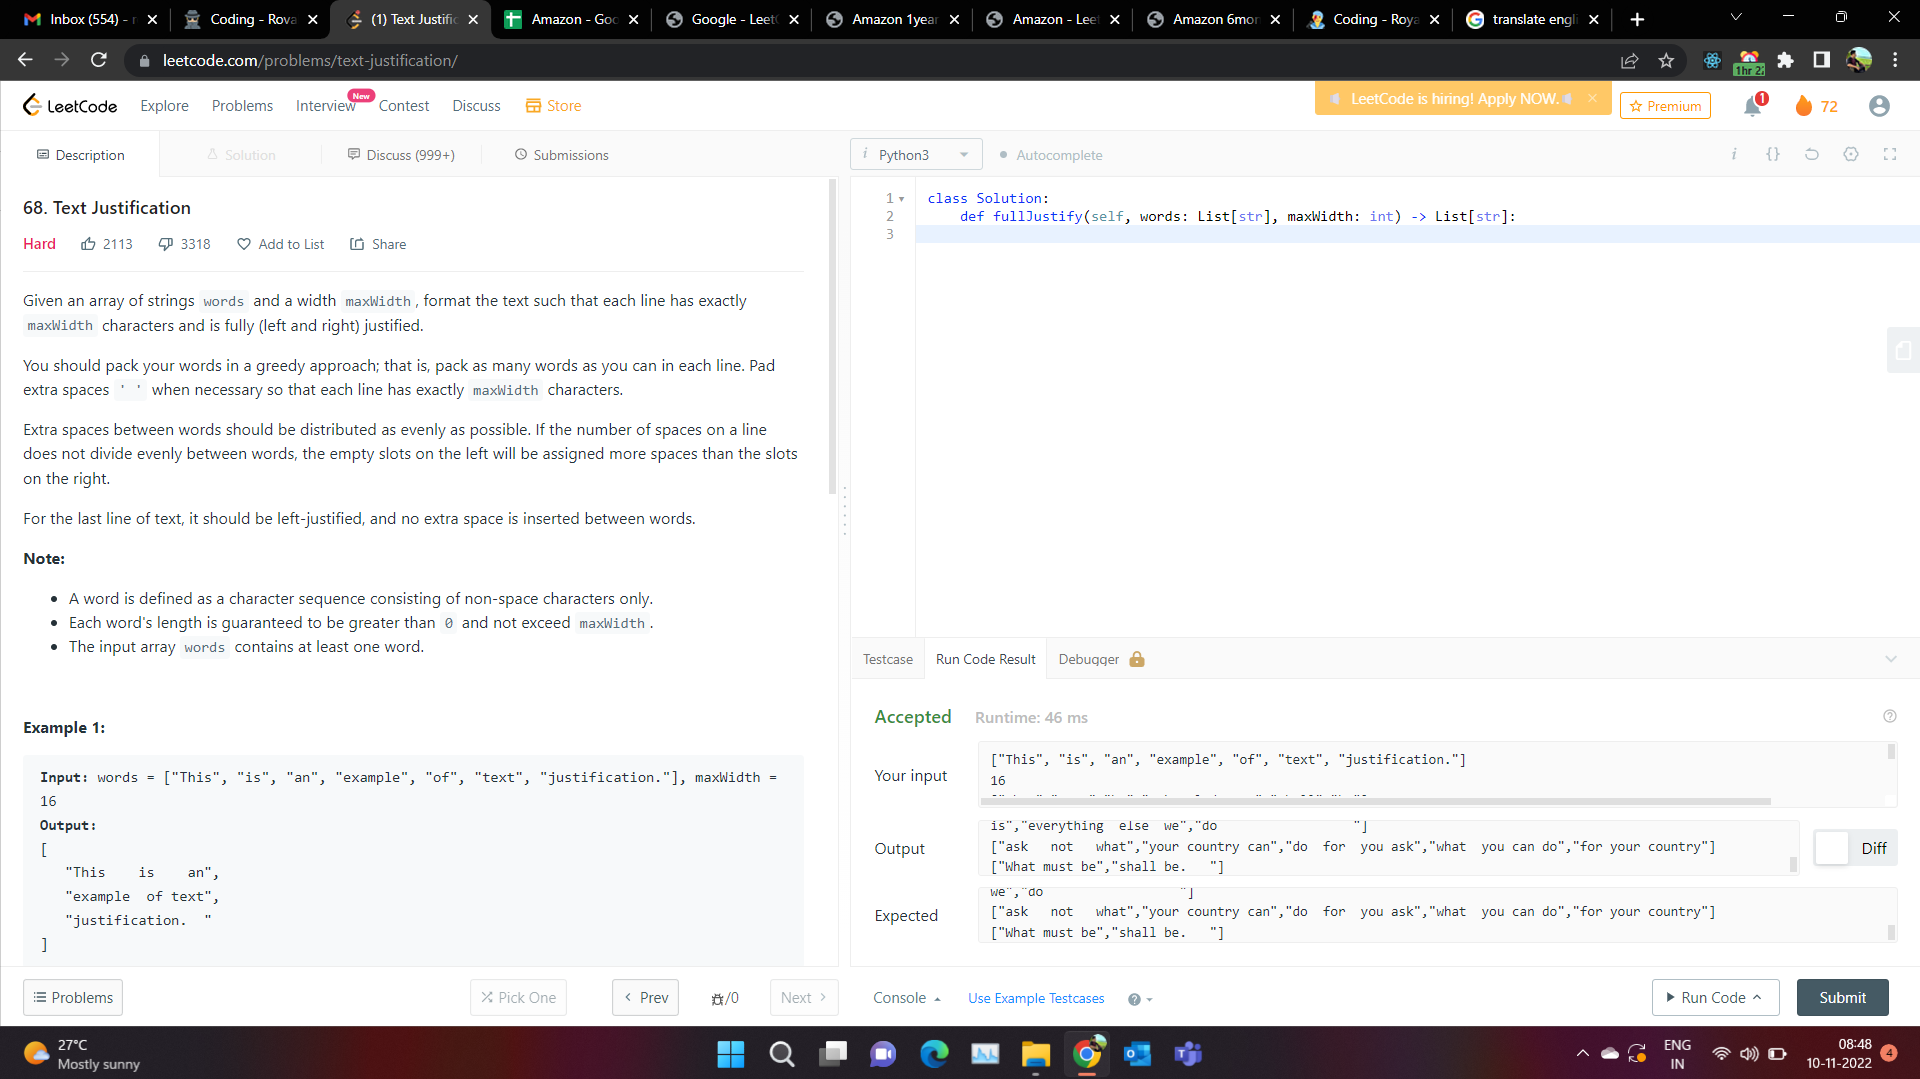 Inbox (554) - r
Coding - Rova
(1) Text Justific
Amazon - Goo
Google - LeetC
Amazon 1year
Amazon - Leet
Amazon 6mon
Coding - Roya
translate engli
leetcode.com/problems/text-justification/
1hr 2
LeetCode Explore Problems Interview New Contest Discuss Store
LeetCode is hiring! Apply NOW.
Premium
1
72
Description Solution Discuss (999+) Submissions
i Python3 Autocomplete
i {}
68. Text Justification
Hard 2113 3318 Add to List Share
Given an array of strings words and a width maxWidth, format the text such that each line has exactly
maxWidth characters and is fully (left and right) justified.
You should pack your words in a greedy approach; that is, pack as many words as you can in each line. Pad
extra spaces ' ' when necessary so that each line has exactly maxWidth characters.
Extra spaces between words should be distributed as evenly as possible. If the number of spaces on a line
does not divide evenly between words, the empty slots on the left will be assigned more spaces than the slots
on the right.
For the last line of text, it should be left-justified, and no extra space is inserted between words.
Note:
• A word is defined as a character sequence consisting of non-space characters only.
• Each word's length is guaranteed to be greater than 0 and not exceed maxWidth.
• The input array words contains at least one word.
Example 1:
Input: words = ["This", "is", "an", "example", "of", "text", "justification."], maxWidth =
16
Output:
[
   "This    is    an",
   "example  of text",
   "justification.  "
]
Problems Pick One Prev /0 Next
1 class Solution:
2     def fullJustify(self, words: List[str], maxWidth: int) -> List[str]:
3
Testcase Run Code Result Debugger
Accepted Runtime: 46 ms
Your input
["This", "is", "an", "example", "of", "text", "justification."]
16
Output
is","everything  else  we","do                 "]
["ask   not   what","your country can","do  for  you ask","what  you can do","for your country"]
["What must be","shall be.   "]
Diff
Expected
we","do                 "]
["ask   not   what","your country can","do  for  you ask","what  you can do","for your country"]
["What must be","shall be.   "]
Console Use Example Testcases
Run Code Submit
27°C
Mostly sunny
ENG
IN
08:48
10-11-2022
4